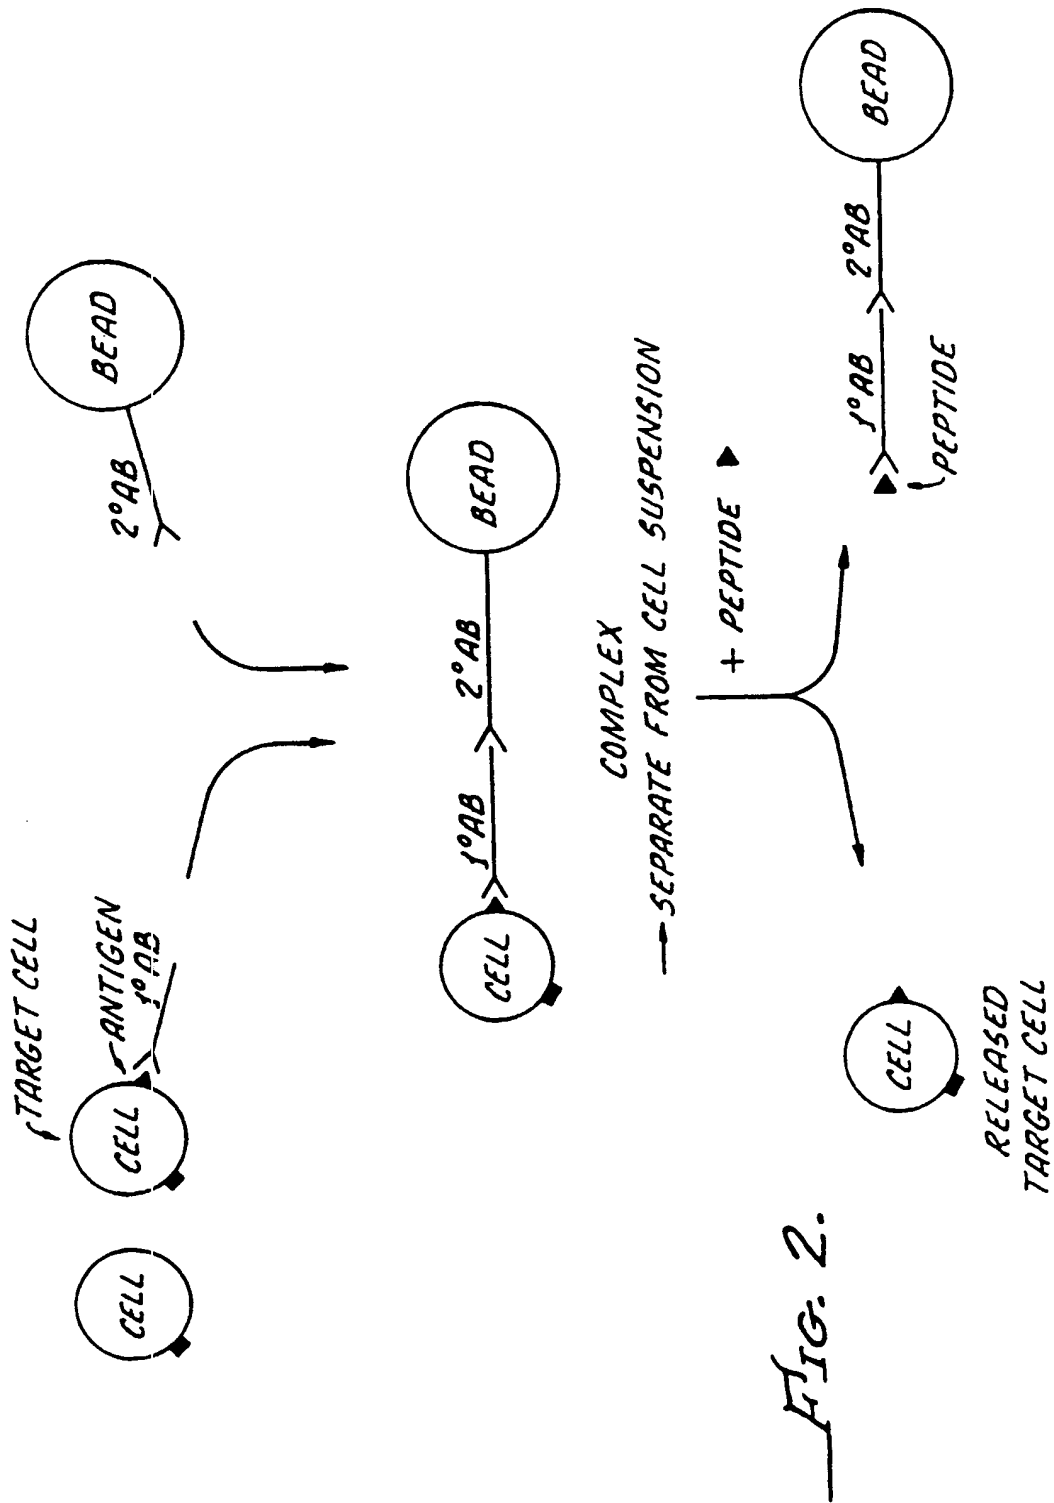 TARGET CELL
ANTIGEN
1° AB
CELL
CELL
2° AB
BEAD
CELL
1° AB
2° AB
BEAD
COMPLEX
→ SEPARATE FROM CELL SUSPENSION
+ PEPTIDE ▲
CELL
RELEASED
TARGET CELL
1° AB
2° AB
BEAD
PEPTIDE
FIG. 2.